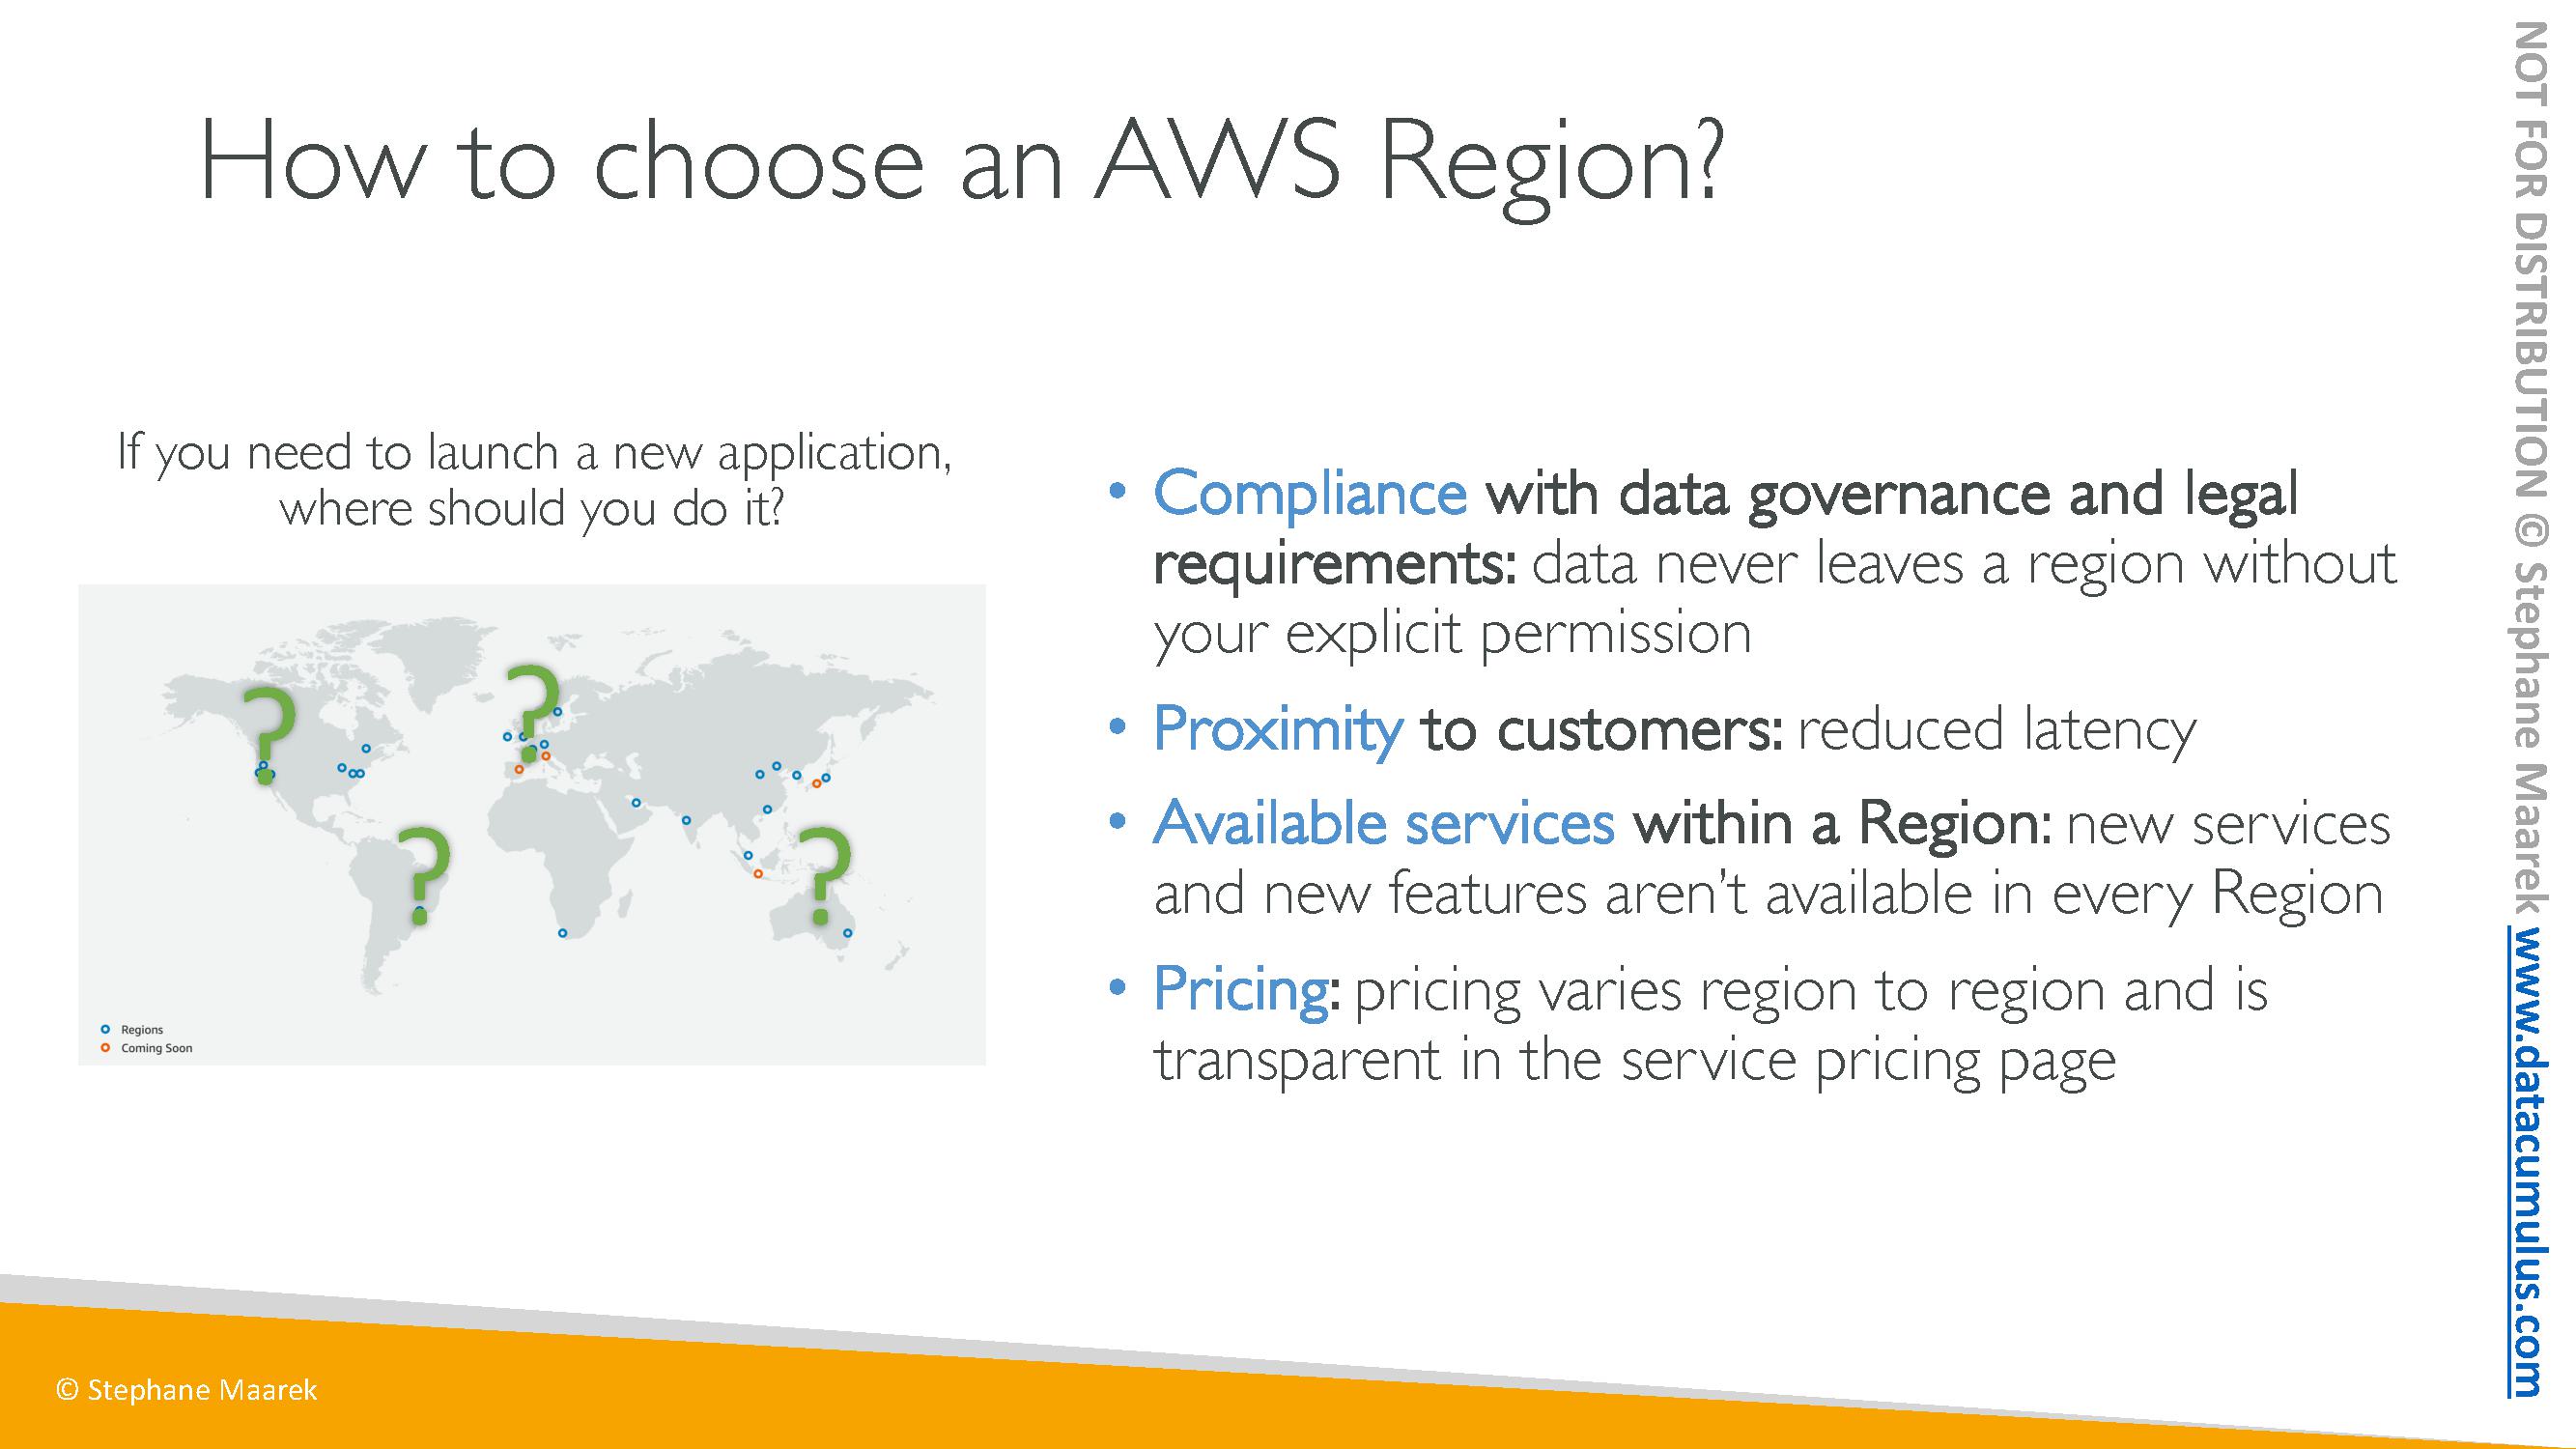 How to choose an AWS Region?
If you need to launch a new application,
where should you do it?
? ? ? ?
Regions
Coming Soon
• Compliance with data governance and legal
requirements: data never leaves a region without
your explicit permission
• Proximity to customers: reduced latency
• Available services within a Region: new services
and new features aren’t available in every Region
• Pricing: pricing varies region to region and is
transparent in the service pricing page
© Stephane Maarek
NOT FOR DISTRIBUTION © Stephane Maarek www.datacumulus.com